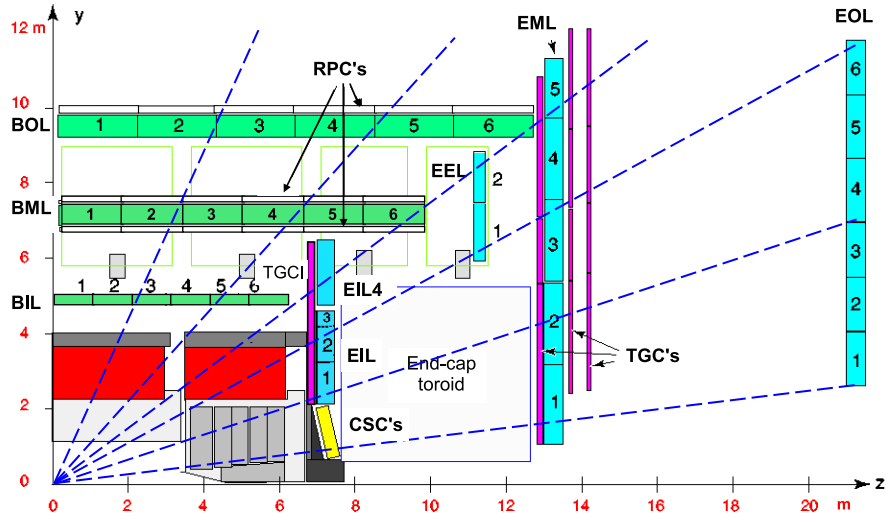 y
12 m
EML
EOL
RPC's
5
6
10
BOL
1 2 3 4 5 6
5
4
EEL
2
8
4
BML
1 2 3 4 5 6
1
3
6
TGCI
3
BIL
1 2 3 4 5 6
EIL4
2
4
3
2
2
EIL
End-cap
toroid
TGC's
1
1
2
1
CSC's
0
z
0 2 4 6 8 10 12 14 16 18 20 m